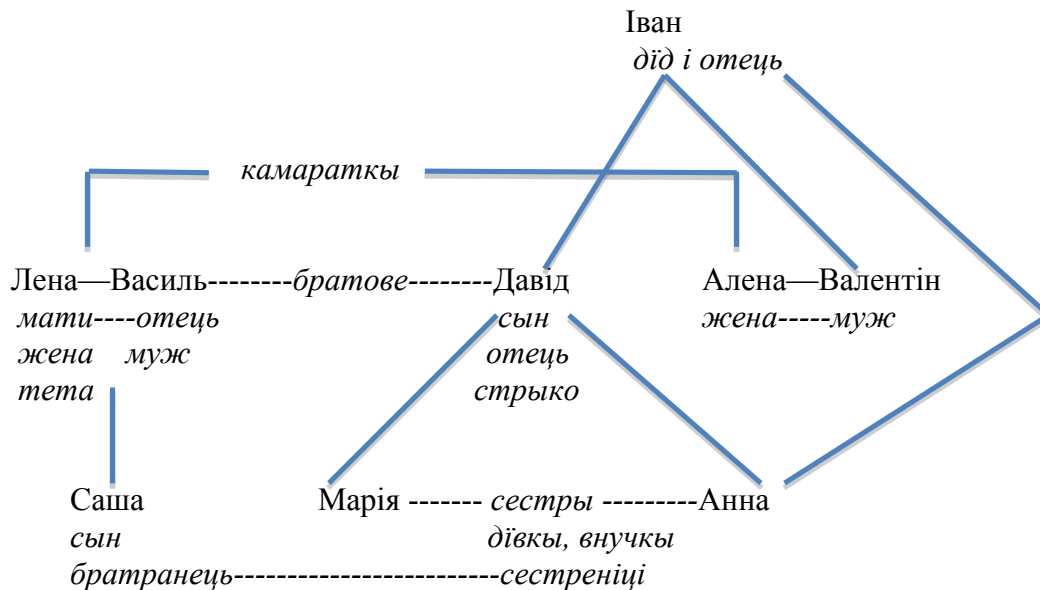 Іван
дїд і отець
камараткы
Лена—Василь--------братове--------Давід Алена—Валентін
мати----отець сын жена-----муж
жена муж отець
тета стрыко
Саша Марія ------- сестры ---------Анна
сын дївкы, внучкы
братранець-------------------------сестреніці